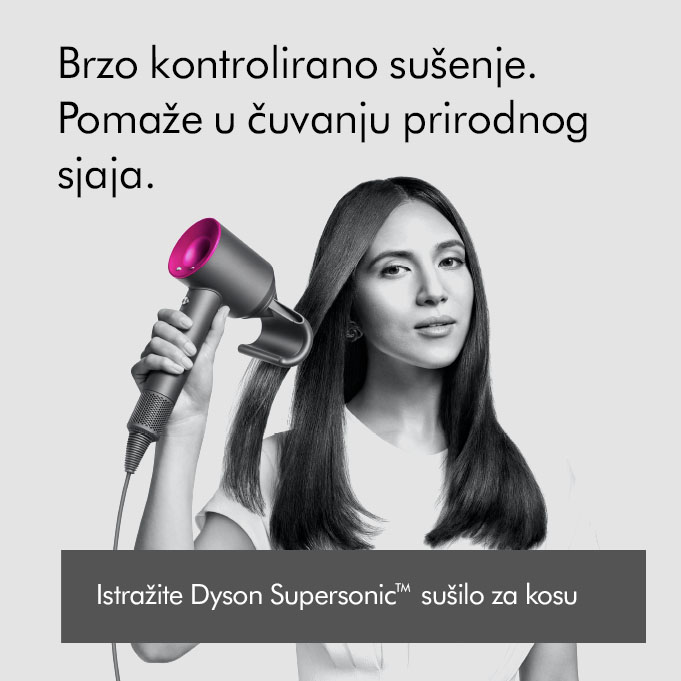 Brzo kontrolirano sušenje.
Pomaže u čuvanju prirodnog
sjaja.
Istražite Dyson Supersonic™ sušilo za kosu